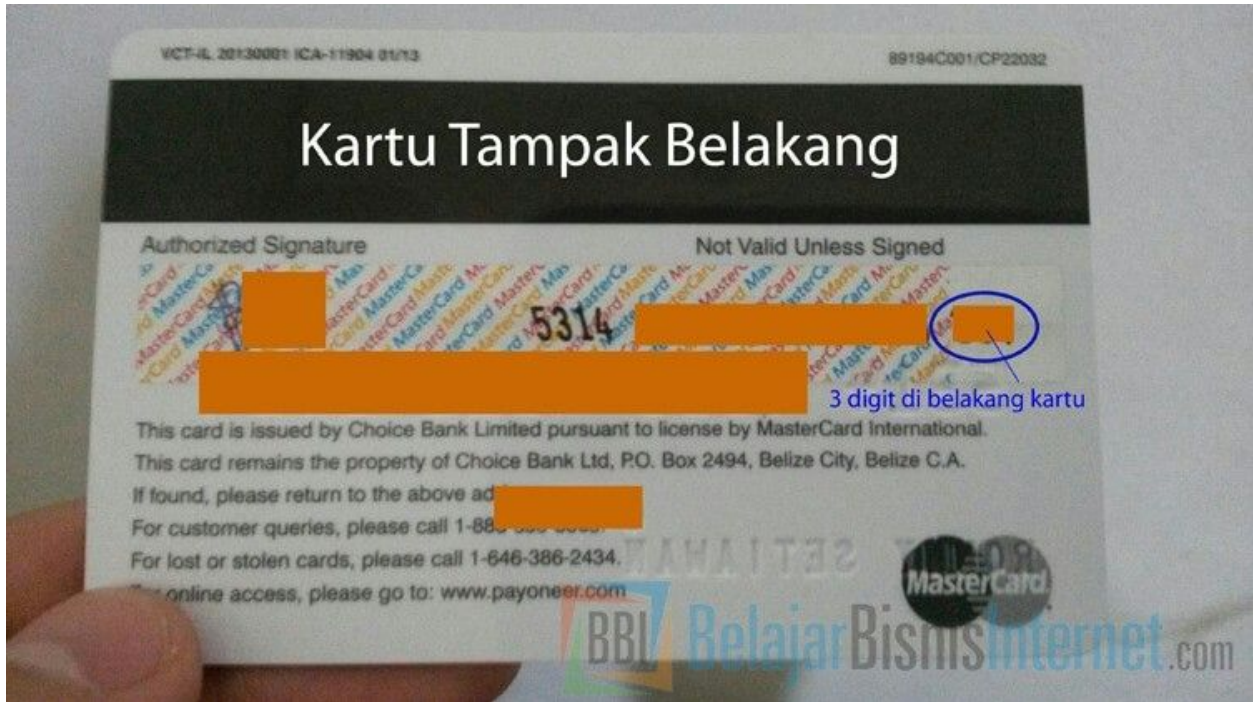 VCT-IL 20130001 ICA-11904 01/13
89194C001/CP22032
Kartu Tampak Belakang
Authorized Signature
Not Valid Unless Signed
5314
3 digit di belakang kartu
This card is issued by Choice Bank Limited pursuant to license by MasterCard International.
This card remains the property of Choice Bank Ltd, P.O. Box 2494, Belize City, Belize C.A.
If found, please return to the above
For customer queries, please call
For lost or stolen cards, please call 1-646-386-2434.
online access, please go to: www.payoneer.com
SETIAWAN
MasterCard
BBI BelajarBisnisInternet.com